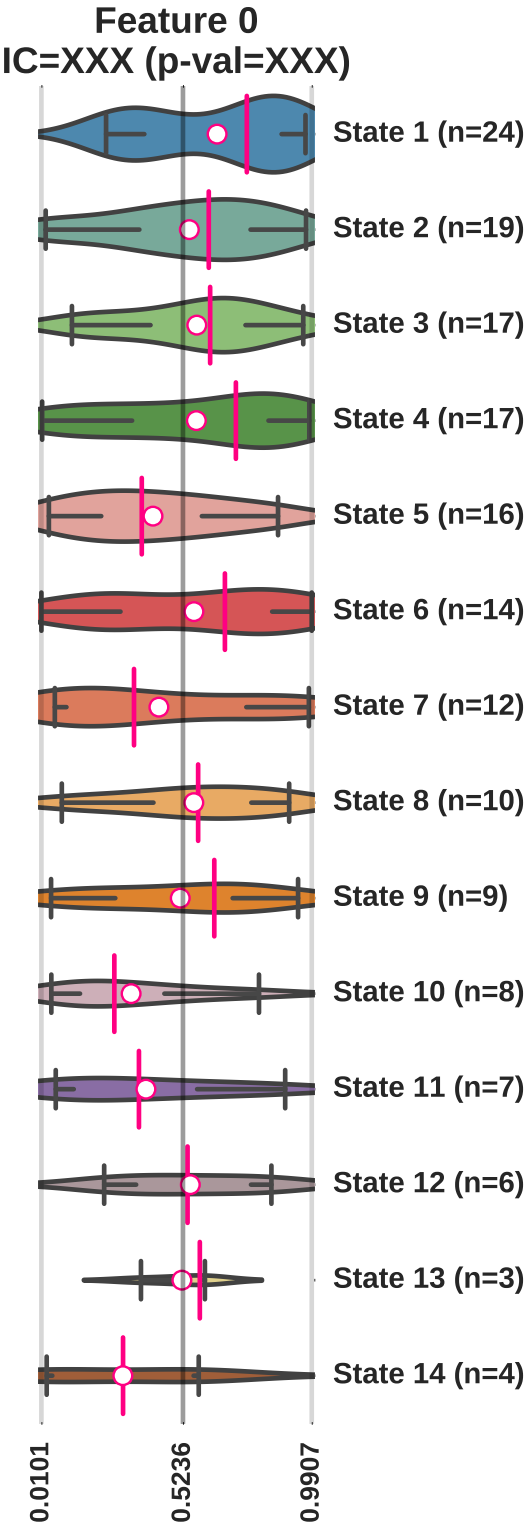 Feature 0
IC=XXX (p-val=XXX)
State 1 (n=24)
State 2 (n=19)
State 3 (n=17)
State 4 (n=17)
State 5 (n=16)
State 6 (n=14)
State 7 (n=12)
State 8 (n=10)
State 9 (n=9)
State 10 (n=8)
State 11 (n=7)
State 12 (n=6)
State 13 (n=3)
State 14 (n=4)
0.0101
0.5236
0.9907